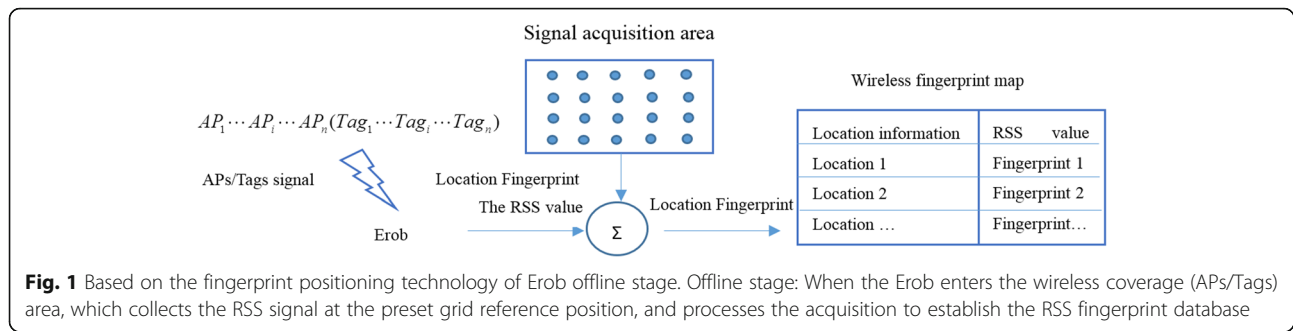 Signal acquisition area
Wireless fingerprint map
AP₁⋯APᵢ⋯APₙ(Tag₁⋯Tagᵢ⋯Tagₙ)
Location information RSS value
APs/Tags signal
Location Fingerprint
Location 1 Fingerprint 1
The RSS value
Location Fingerprint
Location 2 Fingerprint 2
Erob
Σ
Location ... Fingerprint...
Fig. 1 Based on the fingerprint positioning technology of Erob offline stage. Offline stage: When the Erob enters the wireless coverage (APs/Tags)
area, which collects the RSS signal at the preset grid reference position, and processes the acquisition to establish the RSS fingerprint database